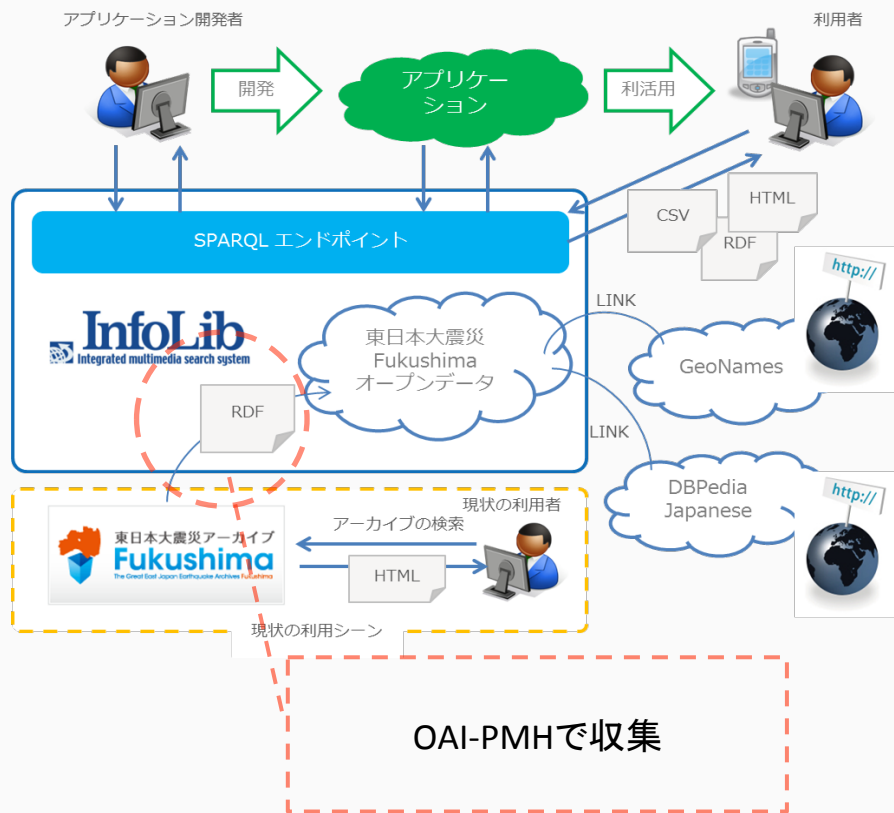 アプリケーション開発者
利用者
開発
アプリケー
ション
利活用
SPARQL エンドポイント
CSV
HTML
RDF
http://
InfoLib
Integrated multimedia search system
東日本大震災
Fukushima
オープンデータ
LINK
GeoNames
RDF
LINK
DBPedia
Japanese
http://
現状の利用者
アーカイブの検索
東日本大震災アーカイブ
Fukushima
The Great East Japan Earthquake Archives Fukushima
HTML
現状の利用シーン
OAI-PMHで収集